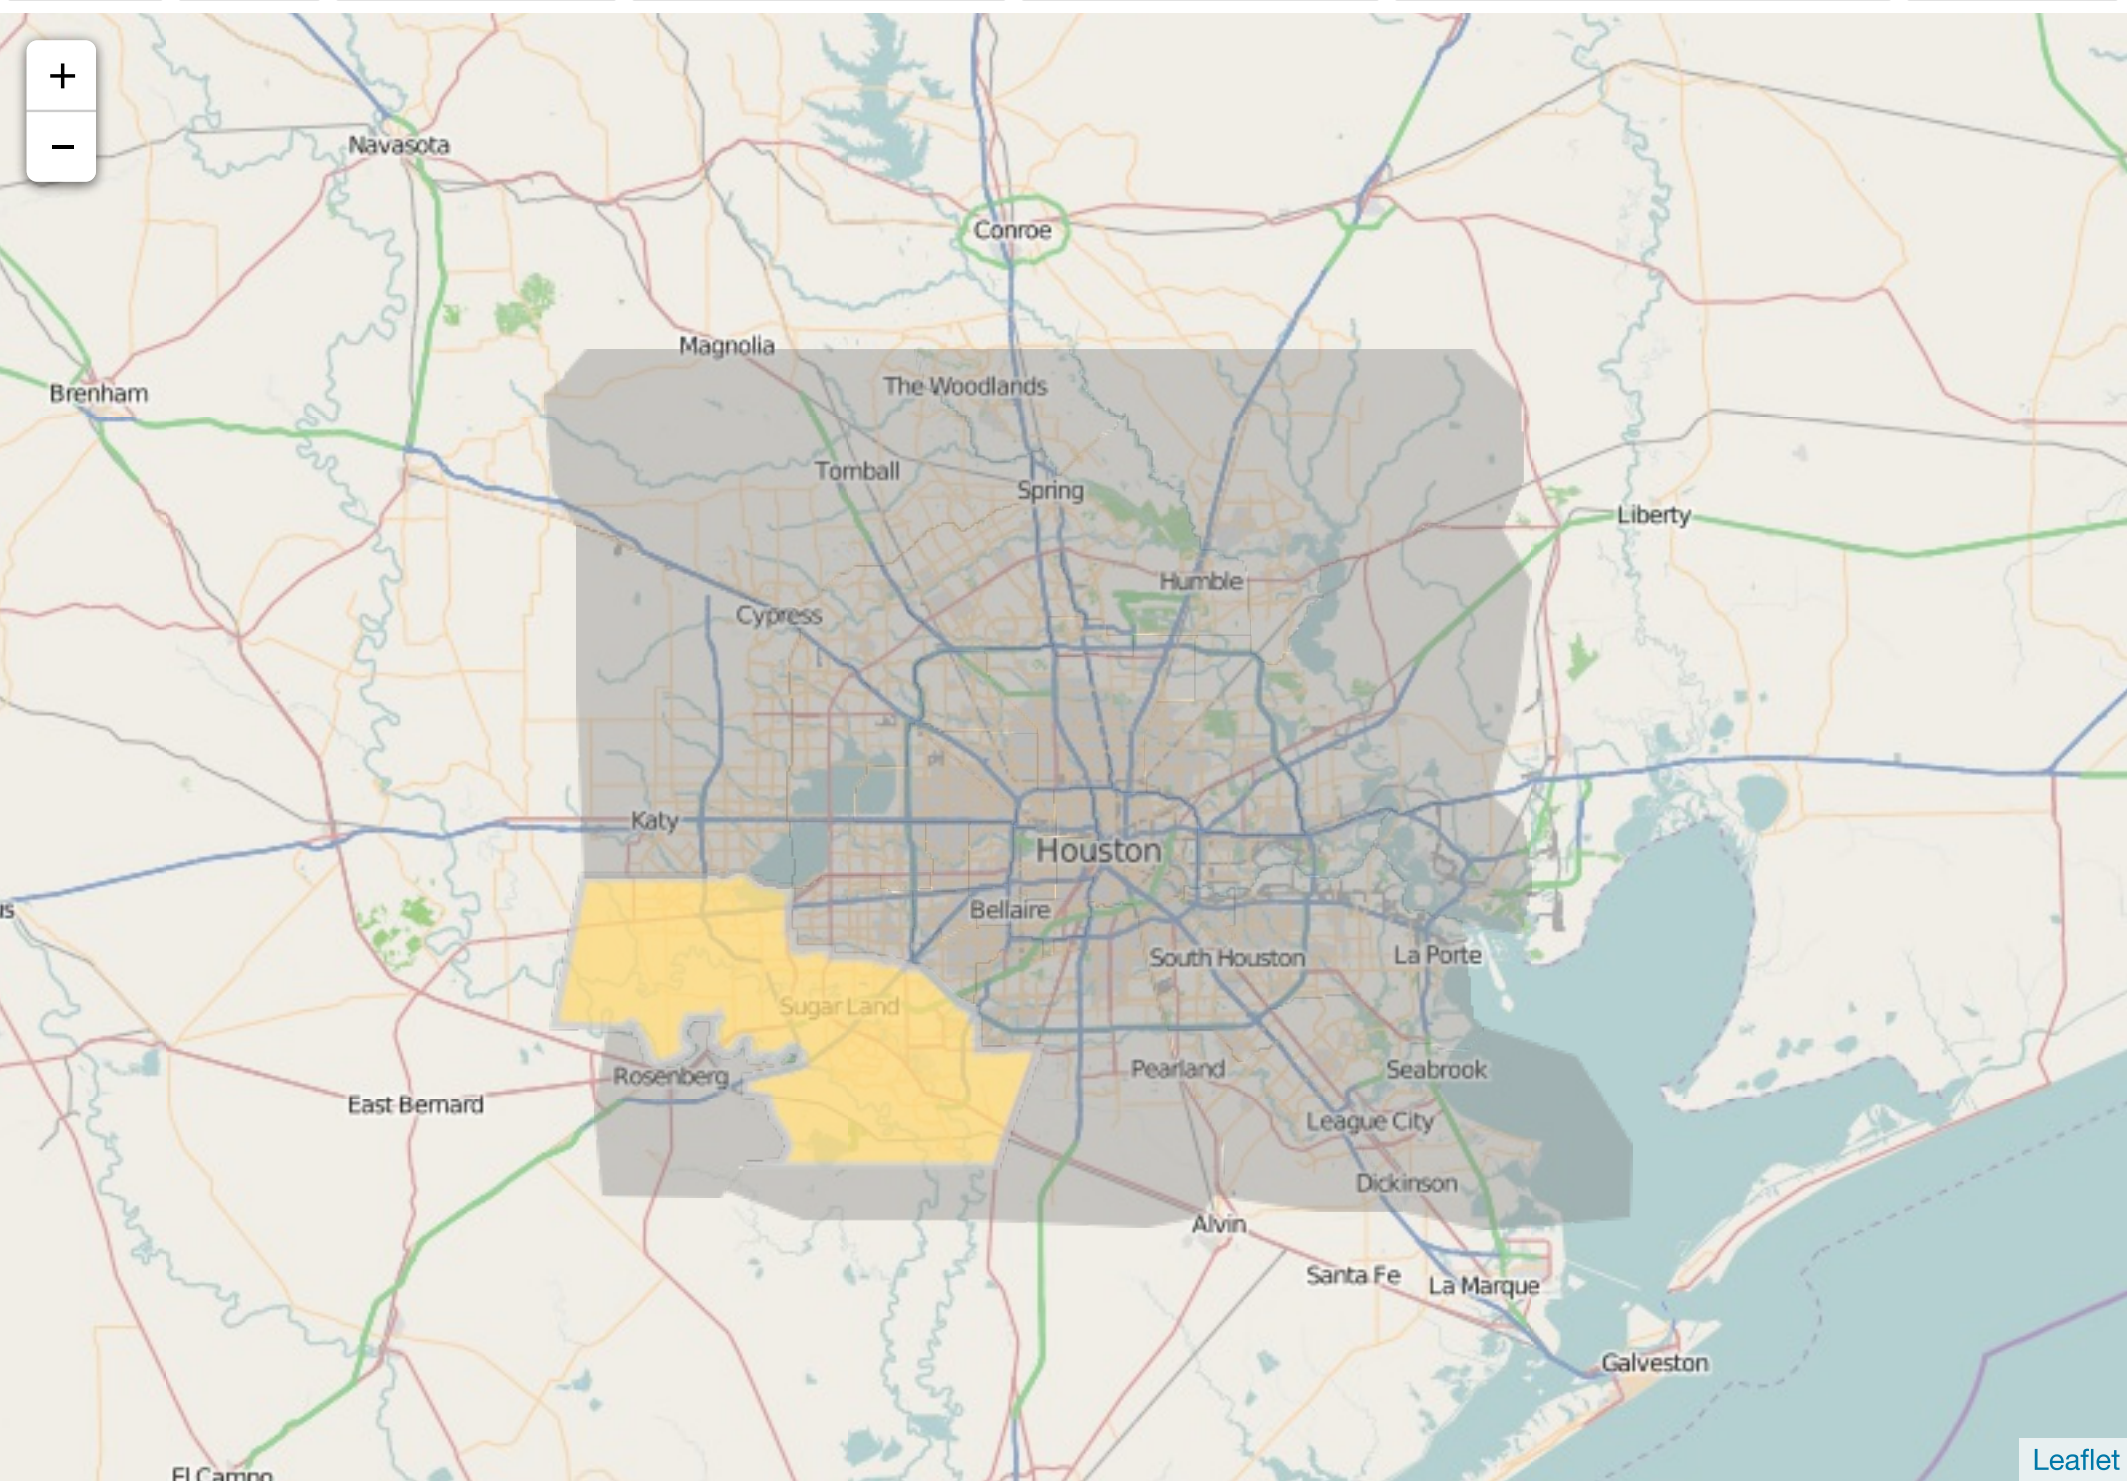 +
−
Navasota
Conroe
Magnolia
Brenham
The Woodlands
Tomball
Spring
Liberty
Humble
Cypress
Katy
Houston
Bellaire
South Houston
La Porte
Sugar Land
Rosenberg
Pearland
Seabrook
East Bernard
League City
Dickinson
Alvin
Santa Fe
La Marque
Galveston
Leaflet
El Campo